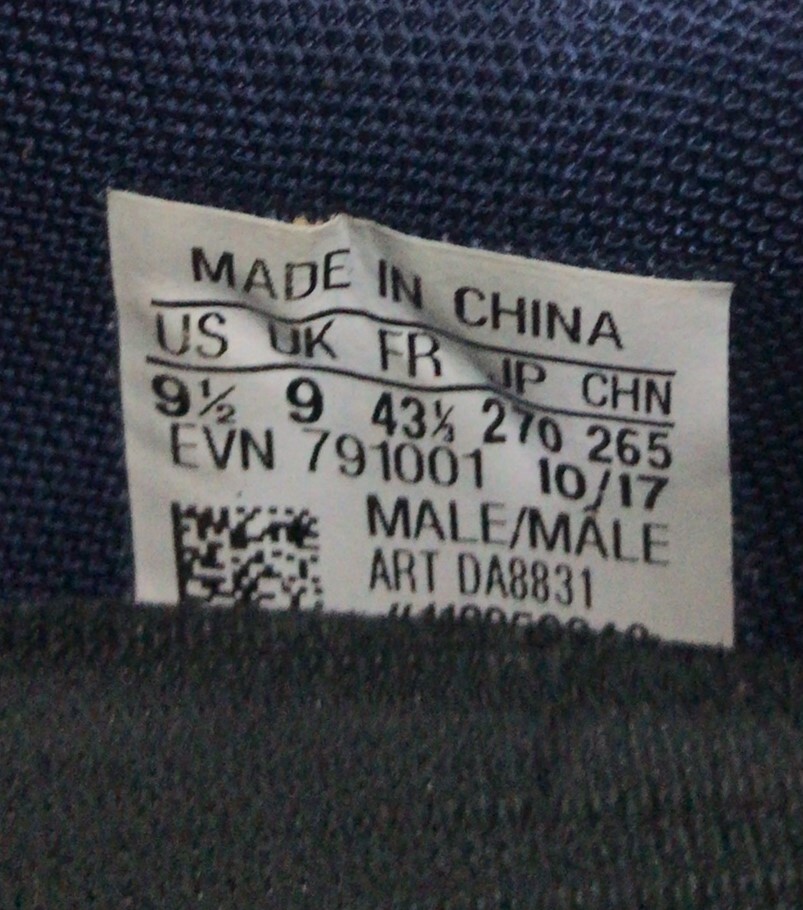 MADE IN CHINA
US UK FR JP CHN
9½ 9 43⅓ 270 265
EVN 791001 10/17
MALE/MÂLE
ART DA8831